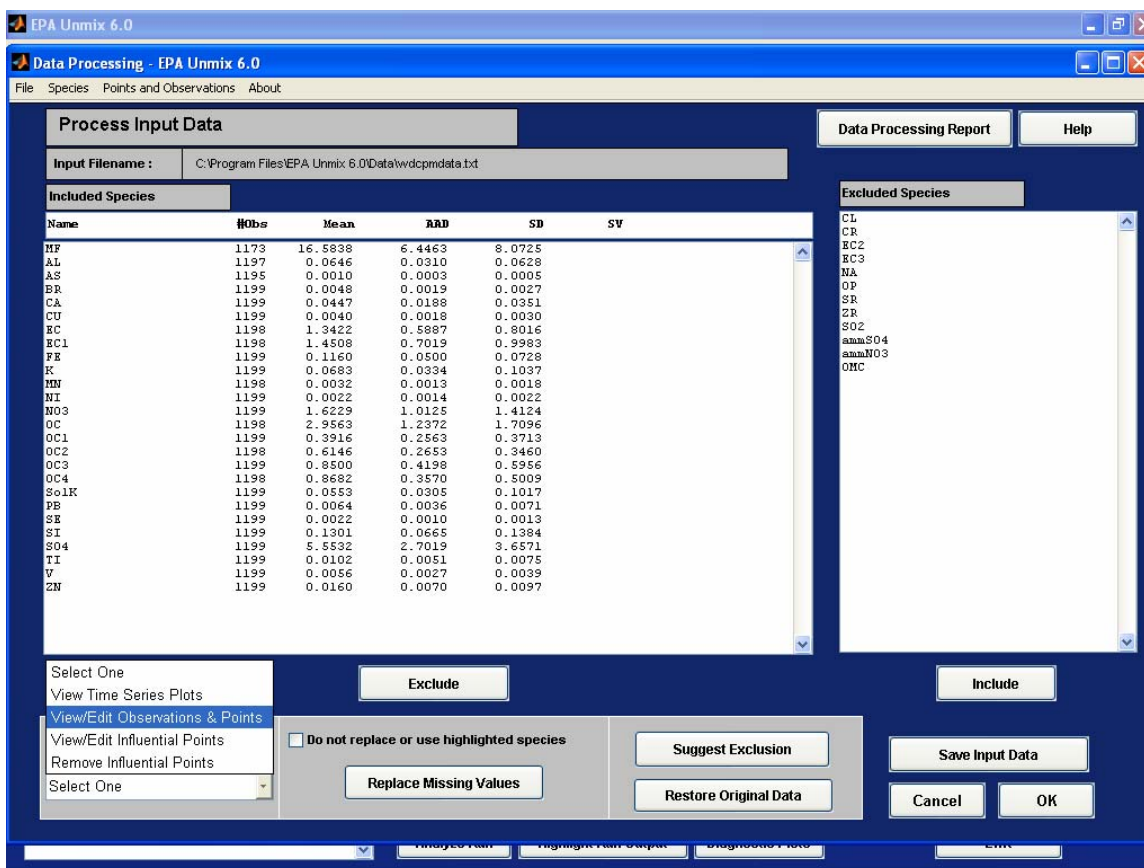 EPA Unmix 6.0
Data Processing - EPA Unmix 6.0
File Species Points and Observations About
Process Input Data
Data Processing Report Help
Input Filename : C:\Program Files\EPA Unmix 6.0\Data\wdcpmdata.txt
Included Species
Excluded Species
Name #Obs Mean AAD SD SV
MF 1173 16.5838 6.4463 8.0725
AL 1197 0.0646 0.0310 0.0628
AS 1195 0.0010 0.0003 0.0005
BR 1199 0.0048 0.0019 0.0027
CA 1199 0.0447 0.0188 0.0351
CU 1199 0.0040 0.0018 0.0030
EC 1198 1.3422 0.5887 0.8016
EC1 1198 1.4508 0.7019 0.9983
FE 1199 0.1160 0.0500 0.0728
K 1199 0.0683 0.0334 0.1037
MN 1198 0.0032 0.0013 0.0018
NI 1199 0.0022 0.0014 0.0022
NO3 1199 1.6229 1.0125 1.4124
OC 1198 2.9563 1.2372 1.7096
OC1 1199 0.3916 0.2563 0.3713
OC2 1198 0.6146 0.2653 0.3460
OC3 1199 0.8500 0.4198 0.5956
OC4 1198 0.8682 0.3570 0.5009
SolK 1199 0.0553 0.0305 0.1017
PB 1199 0.0064 0.0036 0.0071
SE 1199 0.0022 0.0010 0.0013
SI 1199 0.1301 0.0665 0.1384
SO4 1199 5.5532 2.7019 3.6571
TI 1199 0.0102 0.0051 0.0075
V 1199 0.0056 0.0027 0.0039
ZN 1199 0.0160 0.0070 0.0097
CL
CR
EC2
EC3
NA
OP
SR
ZR
SO2
ammSO4
ammNO3
OMC
Select One
View Time Series Plots
View/Edit Observations & Points
View/Edit Influential Points
Remove Influential Points
Select One
Exclude
Include
Do not replace or use highlighted species
Replace Missing Values
Suggest Exclusion
Restore Original Data
Save Input Data
Cancel OK